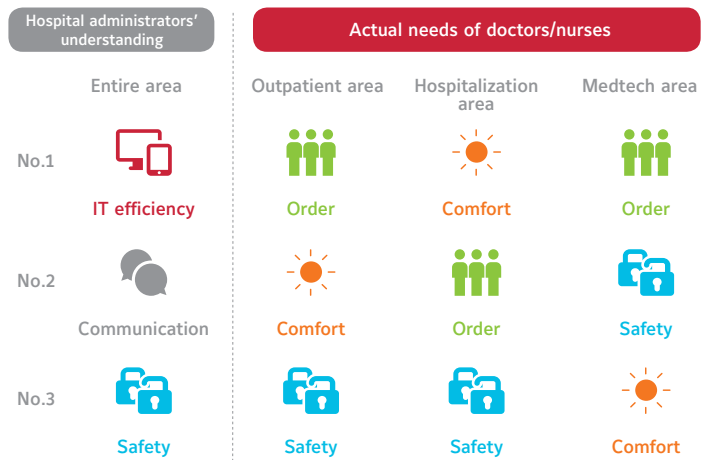 Hospital administrators’
understanding
Actual needs of doctors/nurses
Entire area
Outpatient area
Hospitalization
area
Medtech area
No.1
IT efficiency
Order
Comfort
Order
No.2
Communication
Comfort
Order
Safety
No.3
Safety
Safety
Safety
Comfort